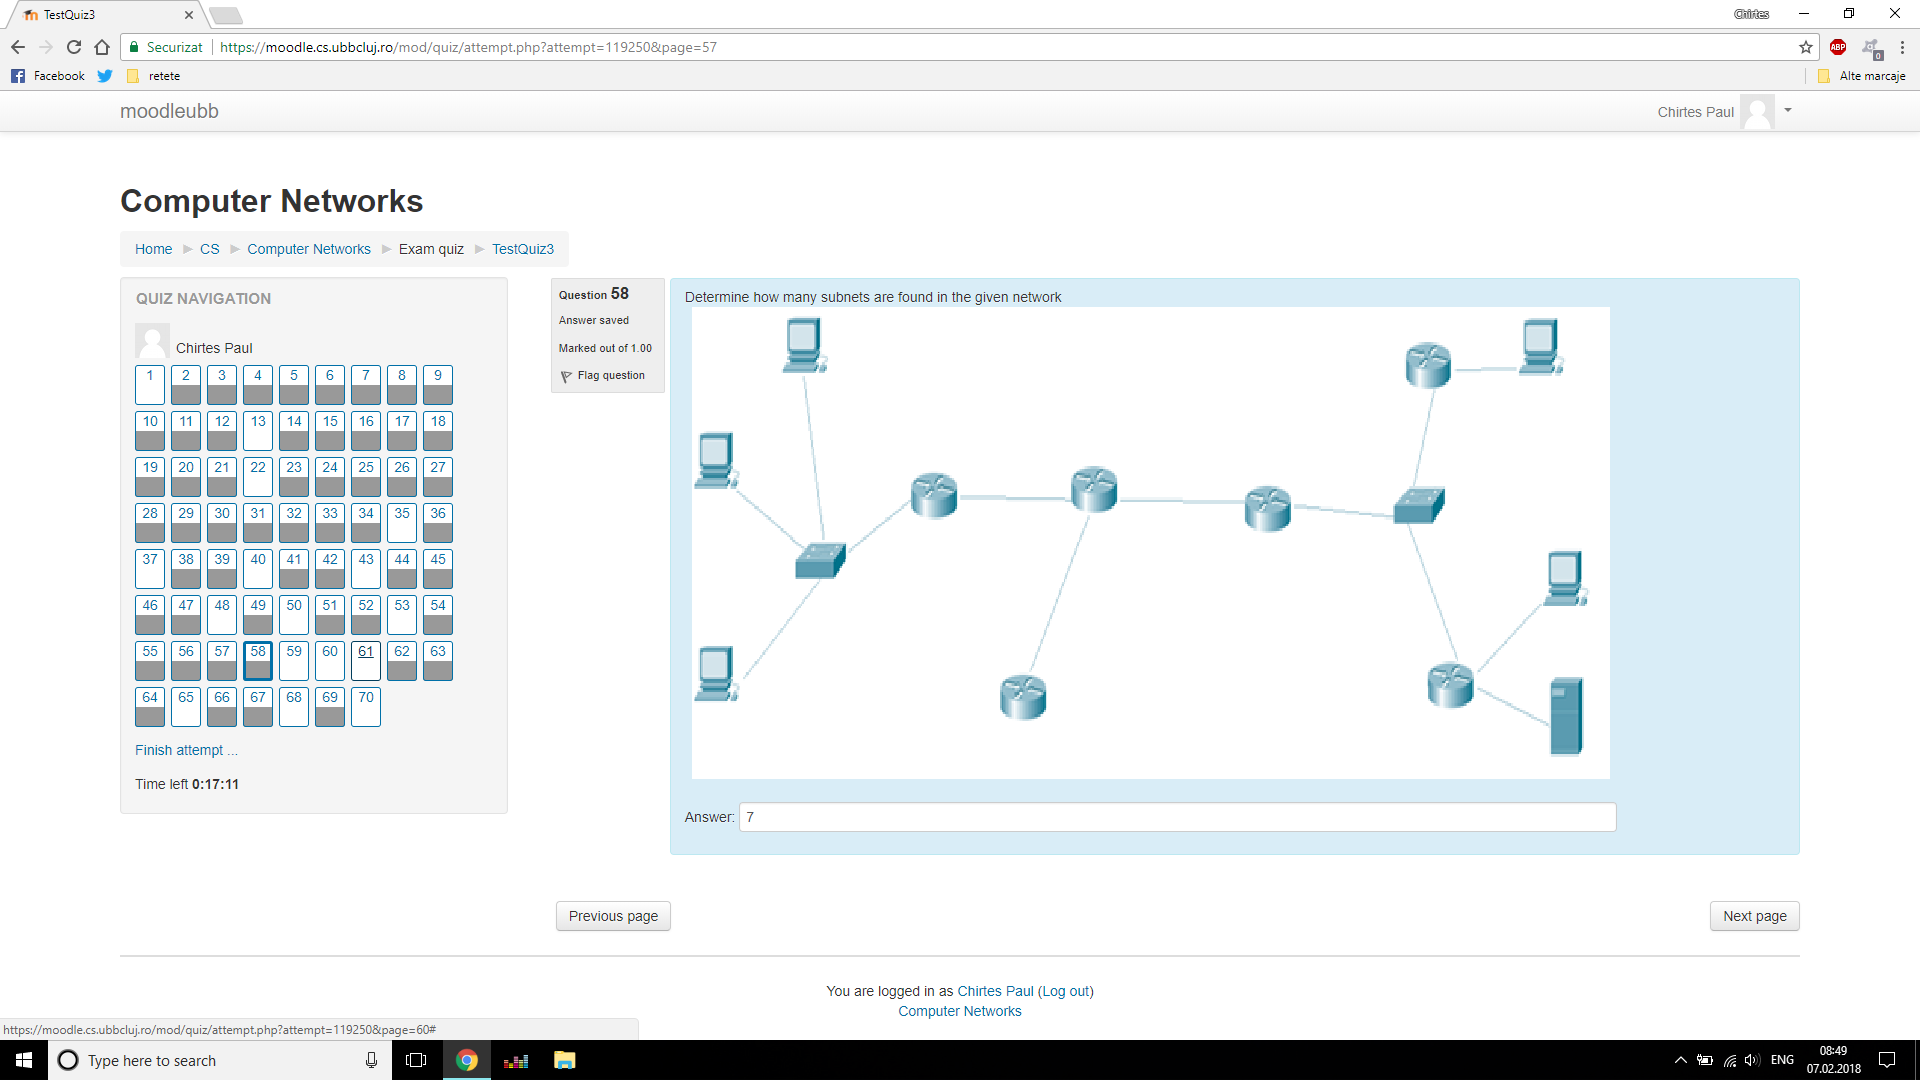 TestQuiz3
Chirtes
Securizat
https://moodle.cs.ubbcluj.ro/mod/quiz/attempt.php?attempt=119250&page=57
ABP
0
Facebook
retete
Alte marcaje
moodleubb
Chirtes Paul
Computer Networks
Home ► CS ► Computer Networks ► Exam quiz ► TestQuiz3
QUIZ NAVIGATION
Chirtes Paul
1 2 3 4 5 6 7 8 9
10 11 12 13 14 15 16 17 18
19 20 21 22 23 24 25 26 27
28 29 30 31 32 33 34 35 36
37 38 39 40 41 42 43 44 45
46 47 48 49 50 51 52 53 54
55 56 57 58 59 60 61 62 63
64 65 66 67 68 69 70
Finish attempt ...
Time left 0:17:11
Question 58
Answer saved
Marked out of 1.00
Flag question
Determine how many subnets are found in the given network
Answer: 7
Previous page
Next page
You are logged in as Chirtes Paul (Log out)
Computer Networks
https://moodle.cs.ubbcluj.ro/mod/quiz/attempt.php?attempt=119250&page=60#
Type here to search
ENG
08:49
07.02.2018